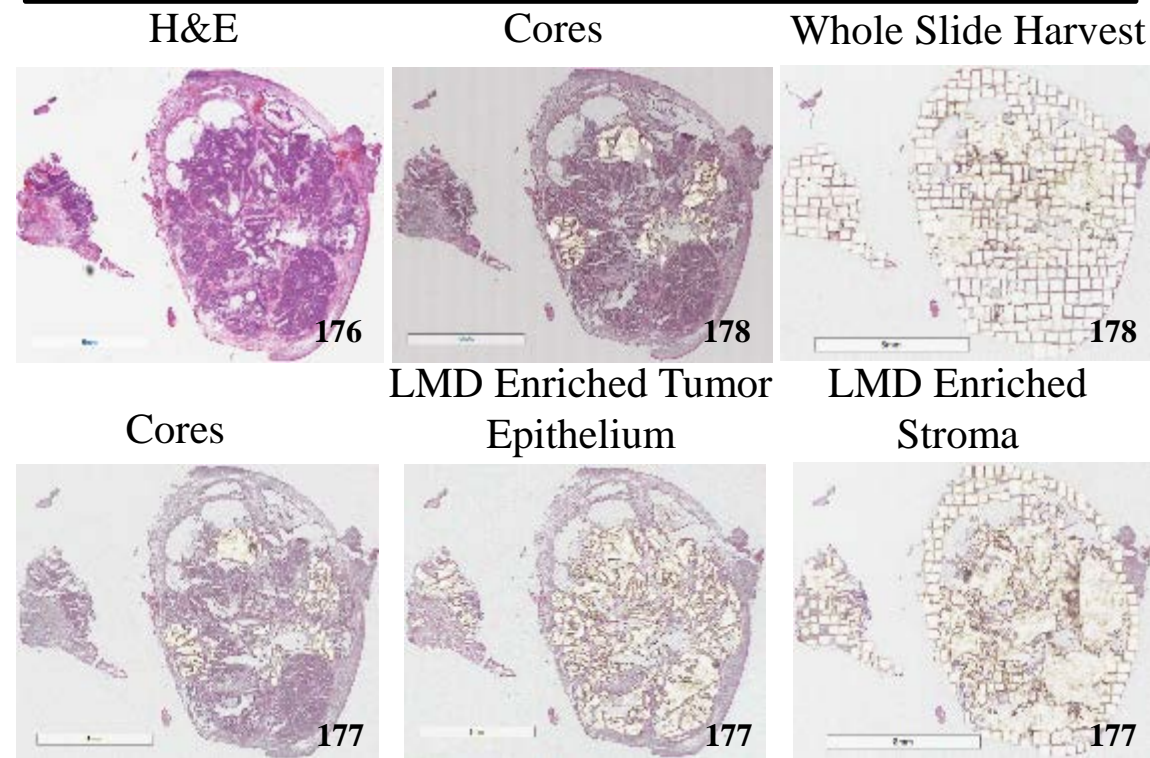 H&E
Cores
Whole Slide Harvest
176
178
178
Cores
LMD Enriched Tumor
Epithelium
LMD Enriched
Stroma
177
177
177